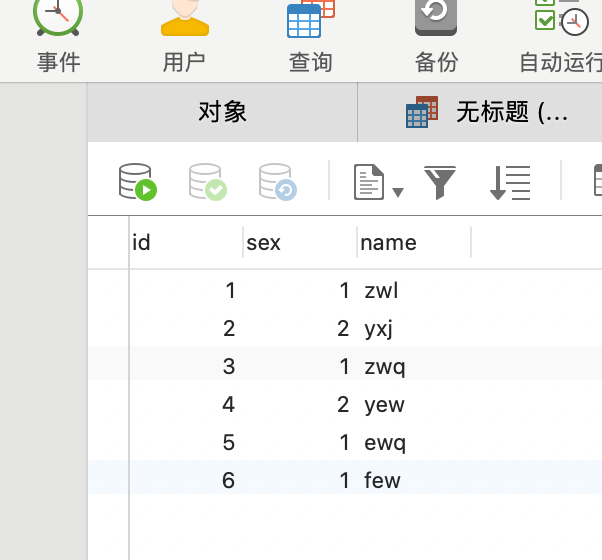 事件 用户 查询 备份 自动运行
对象 无标题 (...
id sex name
1 1 zwl
2 2 yxj
3 1 zwq
4 2 yew
5 1 ewq
6 1 few